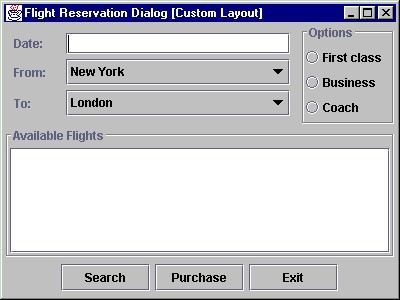 Flight Reservation Dialog [Custom Layout]
Date:
From: New York
To: London
Options
First class
Business
Coach
Available Flights
Search Purchase Exit